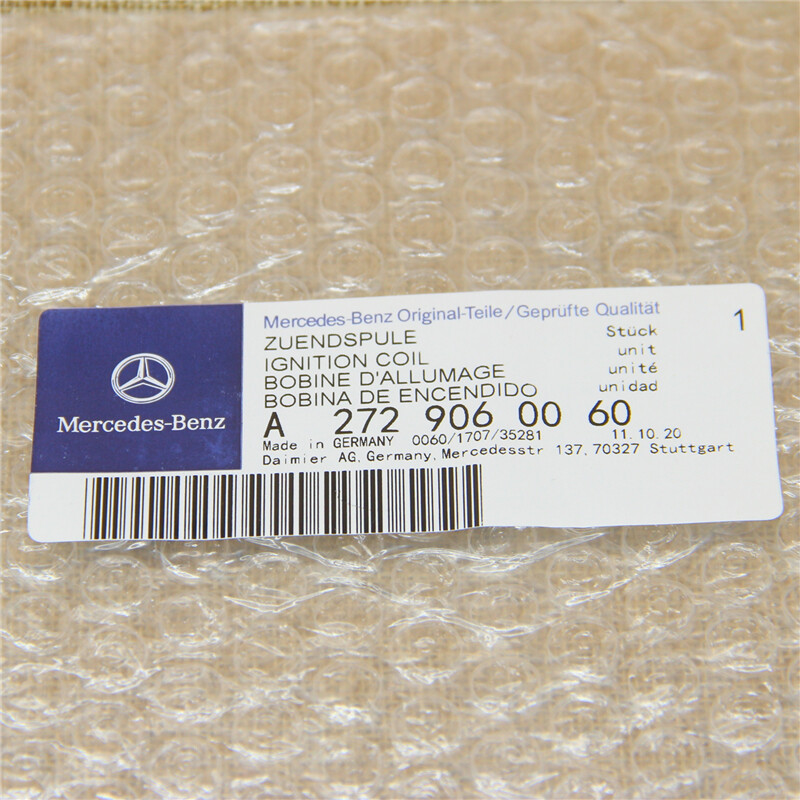 Mercedes-Benz
Mercedes-Benz Original-Teile/Geprüfte Qualität
ZUENDSPULE
IGNITION COIL
BOBINE D'ALLUMAGE
BOBINA DE ENCENDIDO
Stück
unit
unité
unidad
1
A 272 906 00 60
Made in GERMANY 0060/1707/35281 11.10.20
Daimier AG, Germany, Mercedesstr 137, 70327 Stuttgart